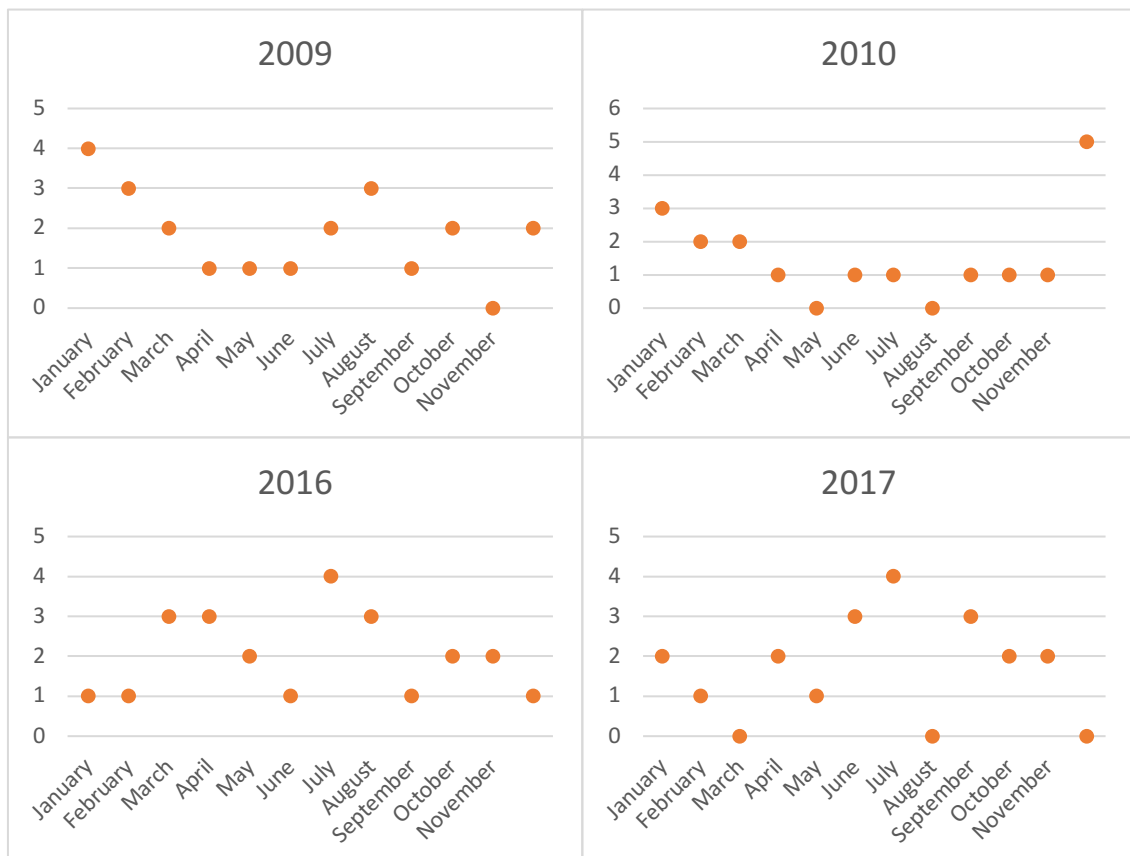 2009
5
4
3
2
1
0
January
February
March
April
May
June
July
August
September
October
November
2010
6
5
4
3
2
1
0
January
February
March
April
May
June
July
August
September
October
November
2016
5
4
3
2
1
0
January
February
March
April
May
June
July
August
September
October
November
2017
5
4
3
2
1
0
January
February
March
April
May
June
July
August
September
October
November